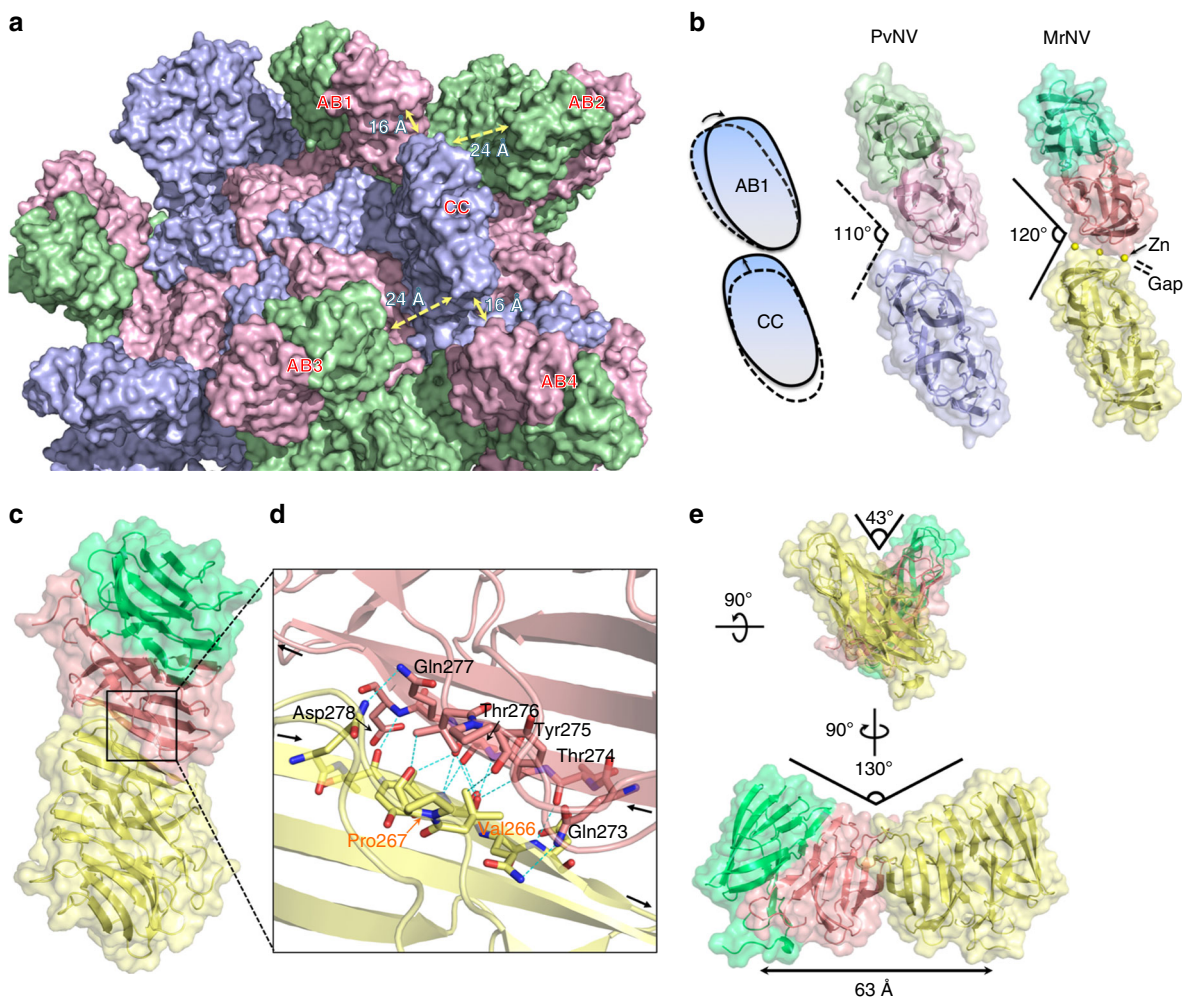 a
AB1
AB2
16 Å
24 Å
CC
24 Å
16 Å
AB3
AB4
b
PvNV
MrNV
AB1
CC
110°
120°
Zn
Gap
c
d
Gln277
Asp278
Thr276
Tyr275
Thr274
Pro267
Val266
Gln273
e
43°
90°
90°
130°
63 Å